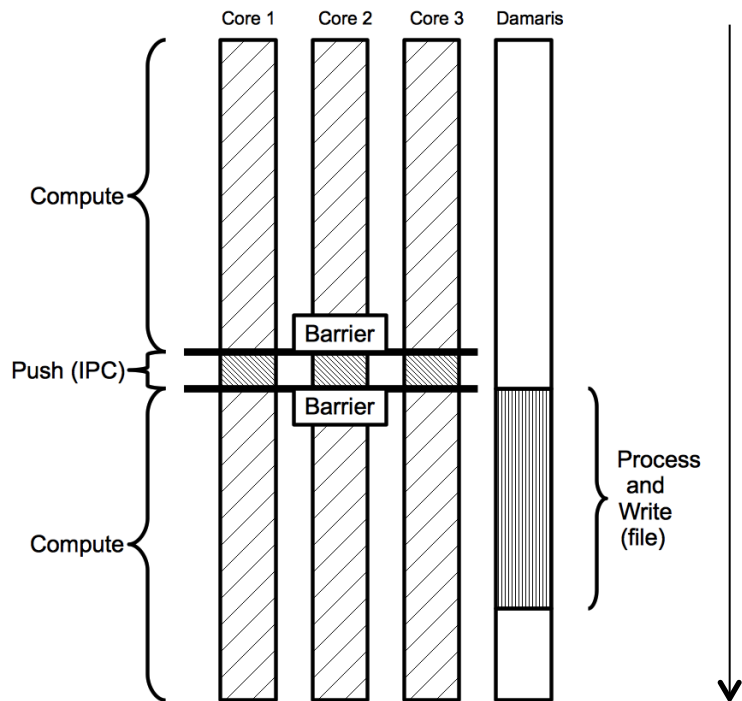 Core 1 Core 2 Core 3 Damaris
Compute
Barrier
Push (IPC)
Barrier
Process
and
Write
(file)
Compute